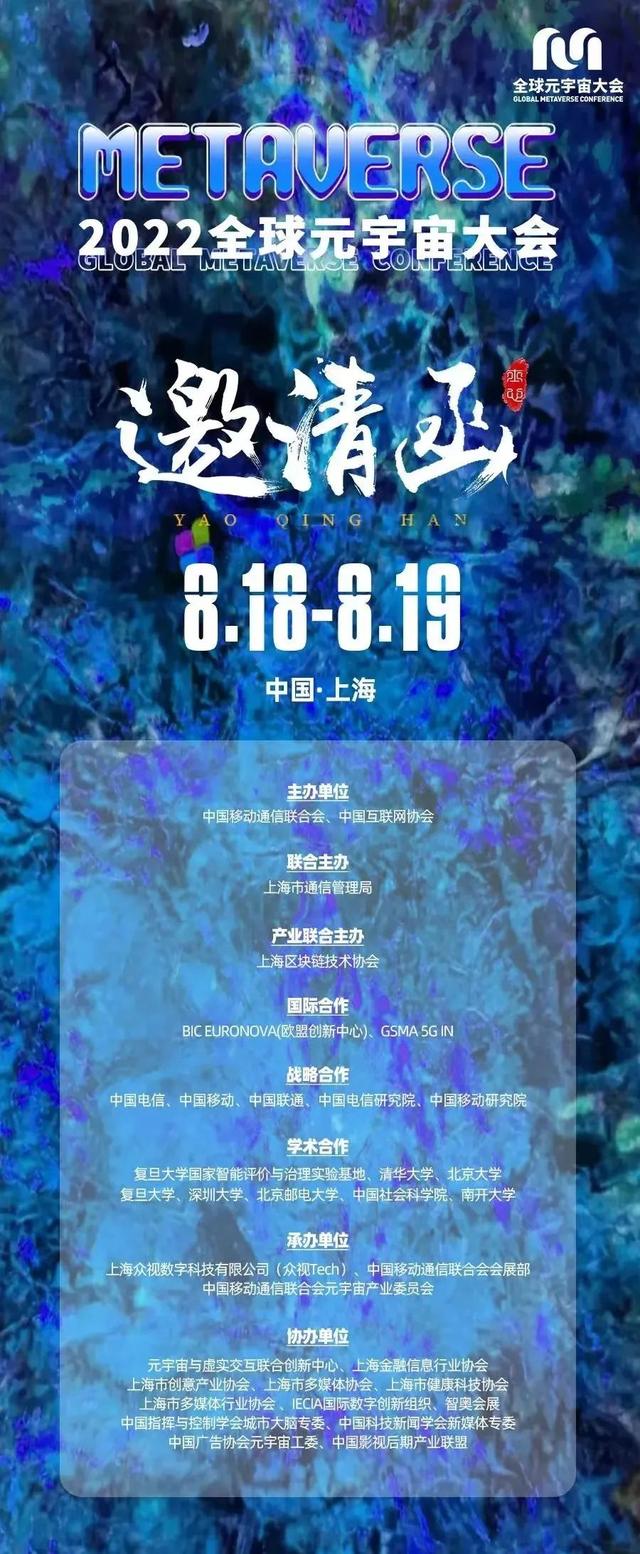 全球元宇宙大会
GLOBAL METAVERSE CONFERENCE
METAVERSE
2022全球元宇宙大会
GLOBAL METAVERSE CONFERENCE
邀请函
YAO QING HAN
8.18-8.19
中国·上海
主办单位
中国移动通信联合会、中国互联网协会
联合主办
上海市通信管理局
产业联合主办
上海区块链技术协会
国际合作
BIC EURONOVA(欧盟创新中心)、GSMA 5G IN
战略合作
中国电信、中国移动、中国联通、中国电信研究院、中国移动研究院
学术合作
复旦大学国家智能评价与治理实验基地、清华大学、北京大学
复旦大学、深圳大学、北京邮电大学、中国社会科学院、南开大学
承办单位
上海众视数字科技有限公司（众视Tech）、中国移动通信联合会会展部
中国移动通信联合会元宇宙产业委员会
协办单位
元宇宙与虚实交互联合创新中心、上海金融信息行业协会
上海市创意产业协会、上海市多媒体协会、上海市健康科技协会
上海市多媒体行业协会、IECIA国际数字创新组织、智奥会展
中国指挥与控制学会城市大脑专委、中国科技新闻学会新媒体专委
中国广告协会元宇宙工委、中国影视后期产业联盟